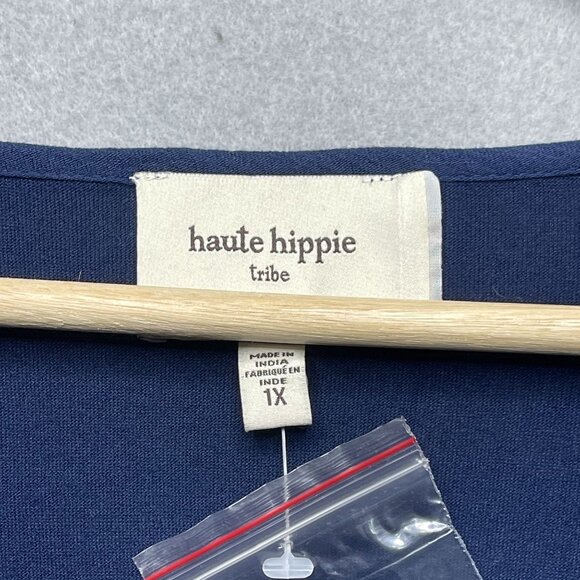 haute hippie
tribe
MADE IN
INDIA
FABRIQUÉ EN
INDE
1X